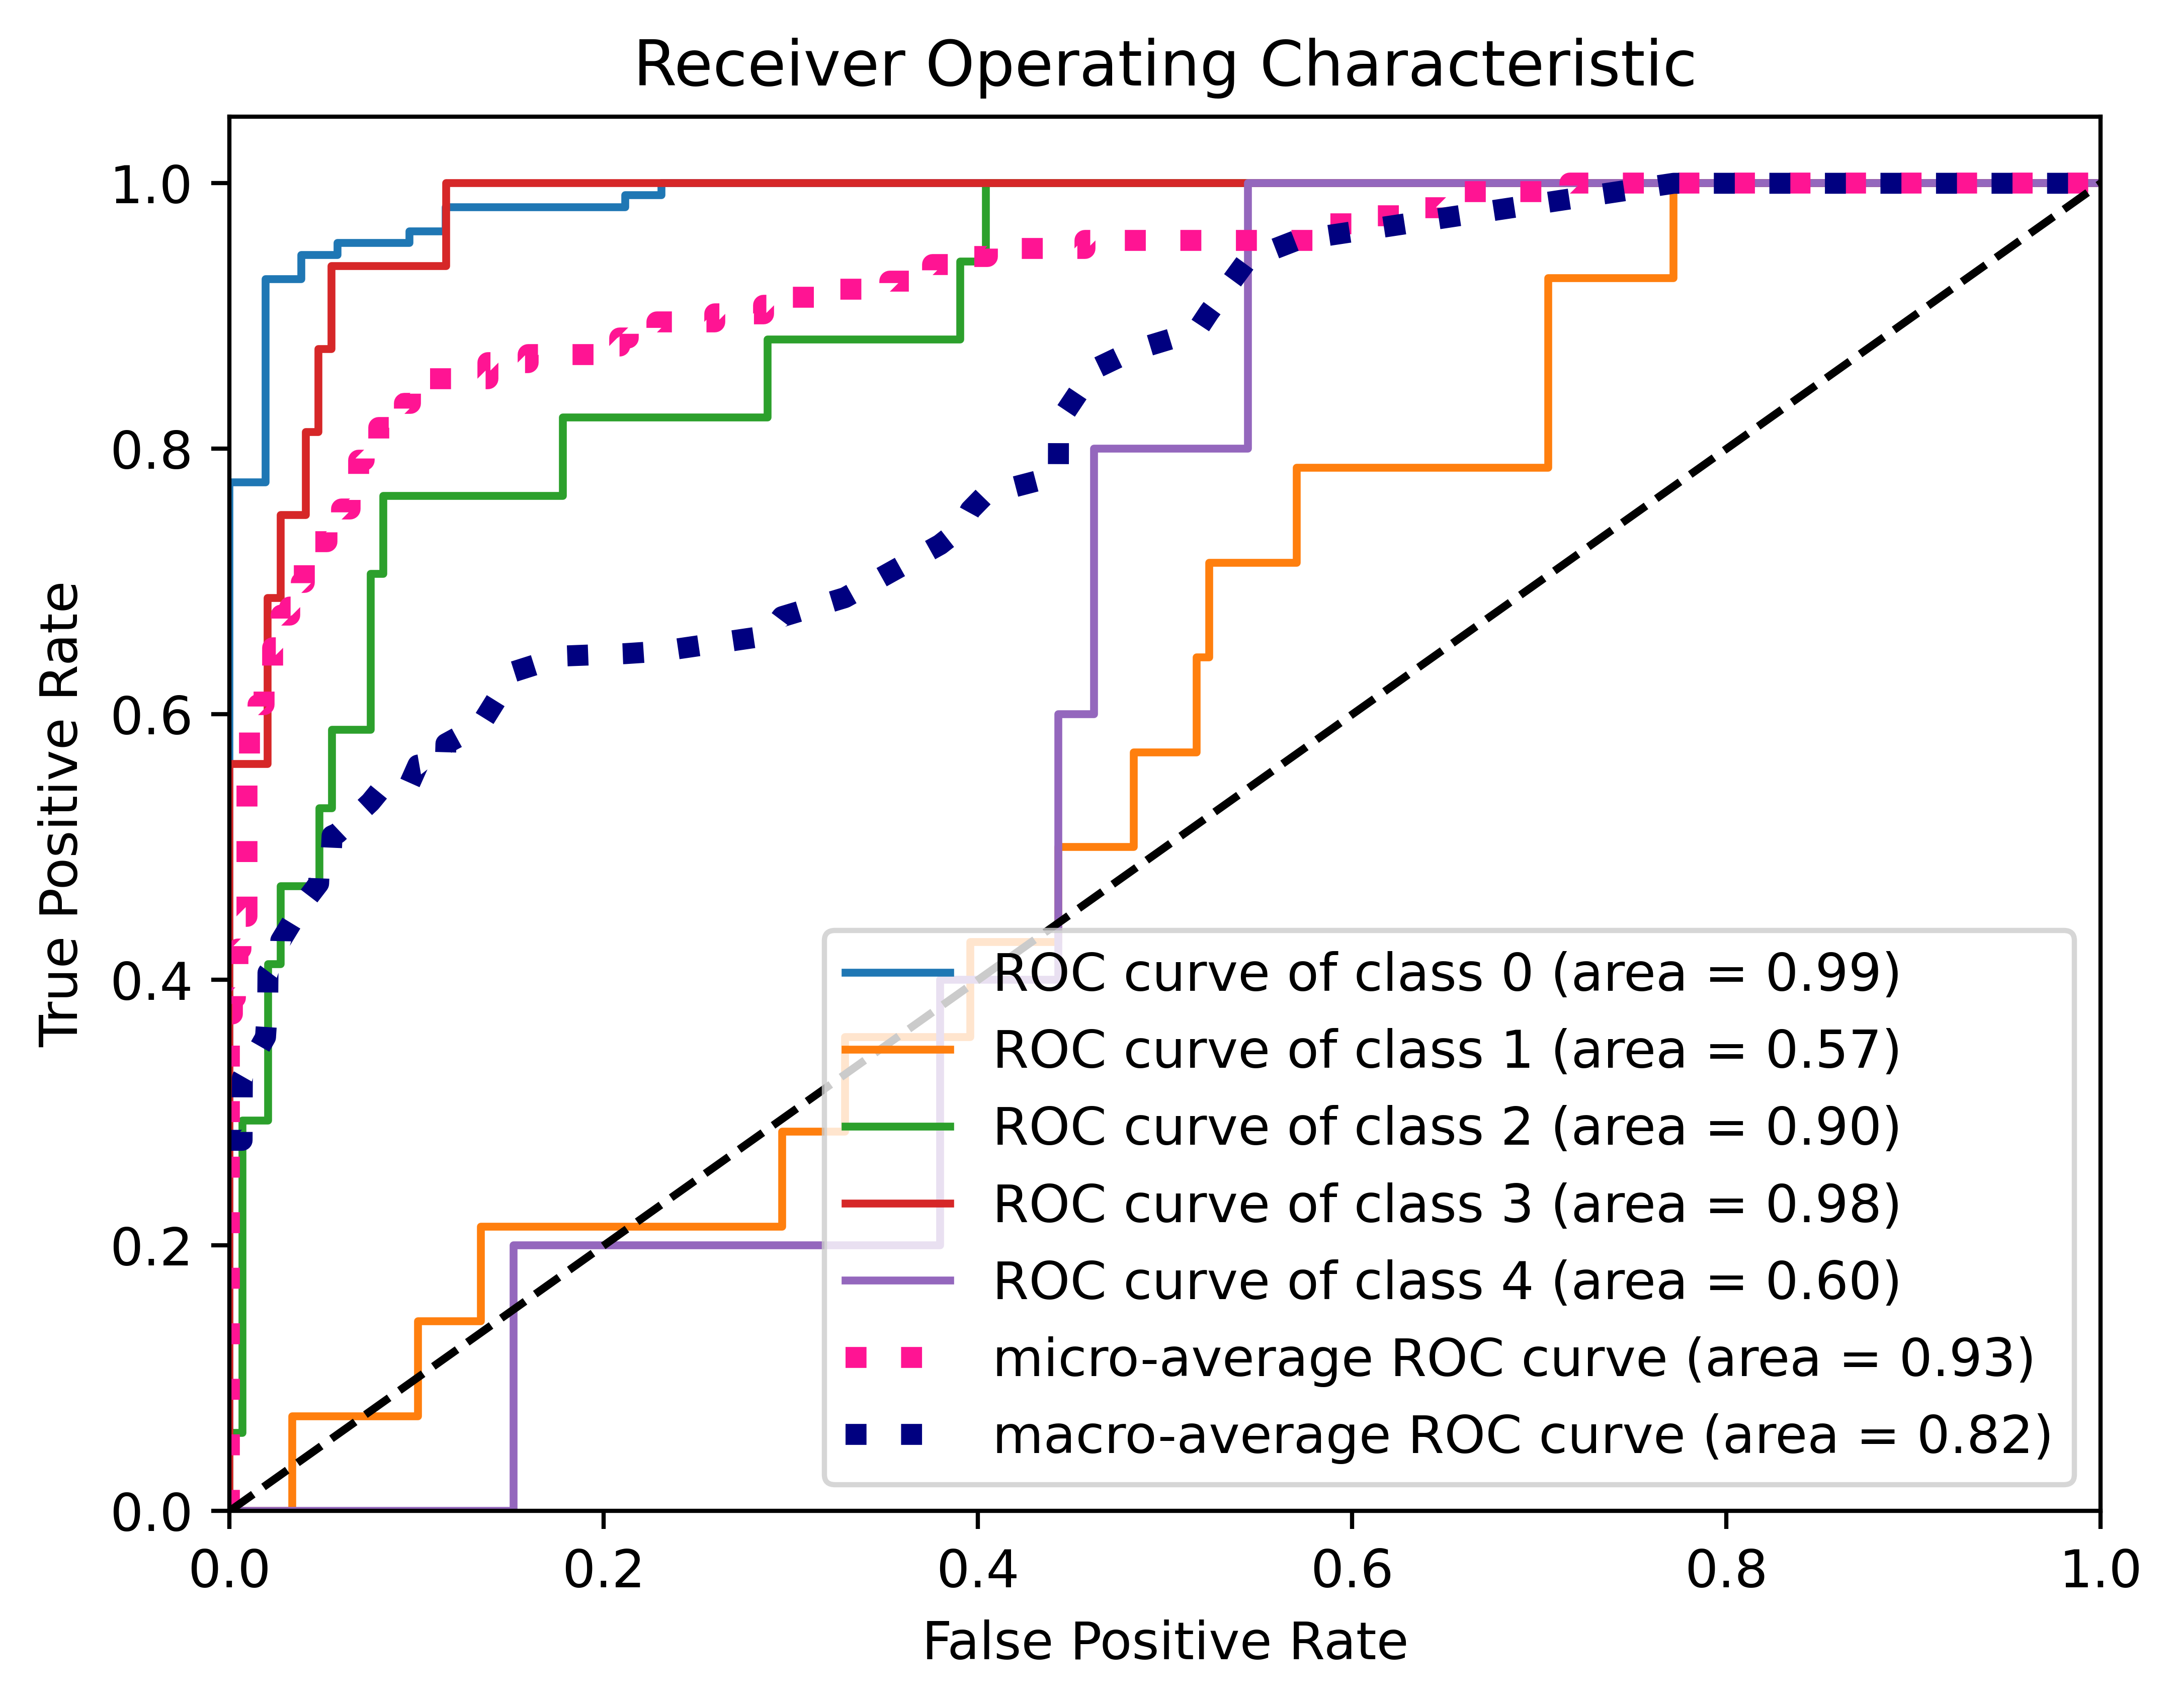 Receiver Operating Characteristic
True Positive Rate
1.0
0.8
0.6
0.4
0.2
0.0
ROC curve of class 0 (area = 0.99)
ROC curve of class 1 (area = 0.57)
ROC curve of class 2 (area = 0.90)
ROC curve of class 3 (area = 0.98)
ROC curve of class 4 (area = 0.60)
micro-average ROC curve (area = 0.93)
macro-average ROC curve (area = 0.82)
0.0 0.2 0.4 0.6 0.8 1.0
False Positive Rate